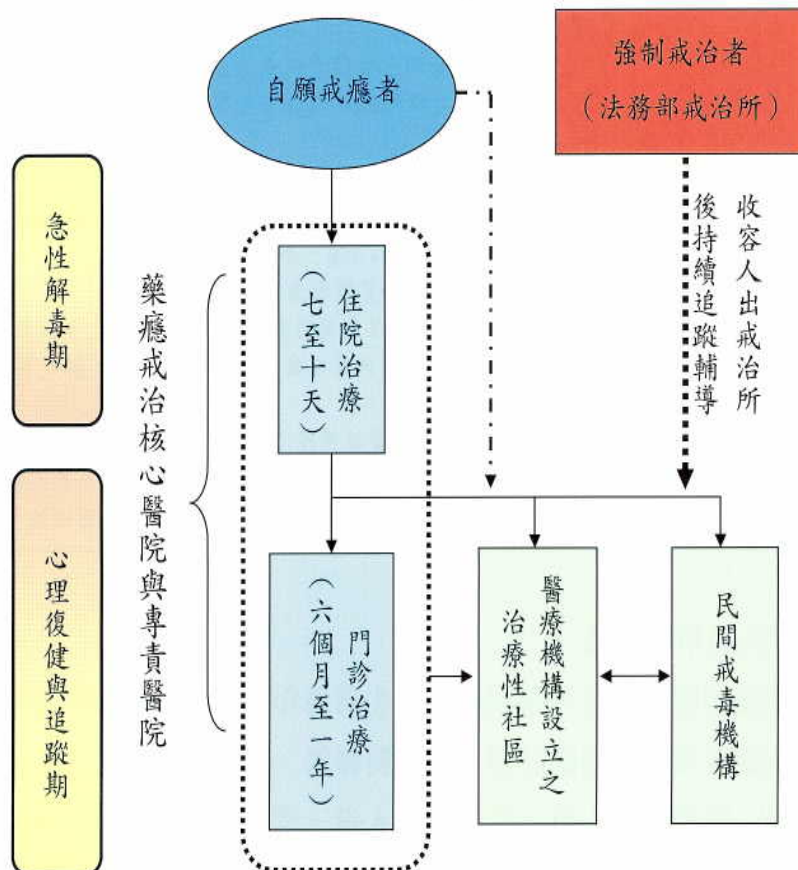 自願戒癮者
強制戒治者
（法務部戒治所）
收容人出戒治所
後持續追蹤輔導
急性解毒期
心理復健與追蹤期
藥癮戒治核心醫院與專責醫院
住院治療
（七至十天）
門診治療
（六個月至一年）
醫療機構設立之
治療性社區
民間戒毒機構